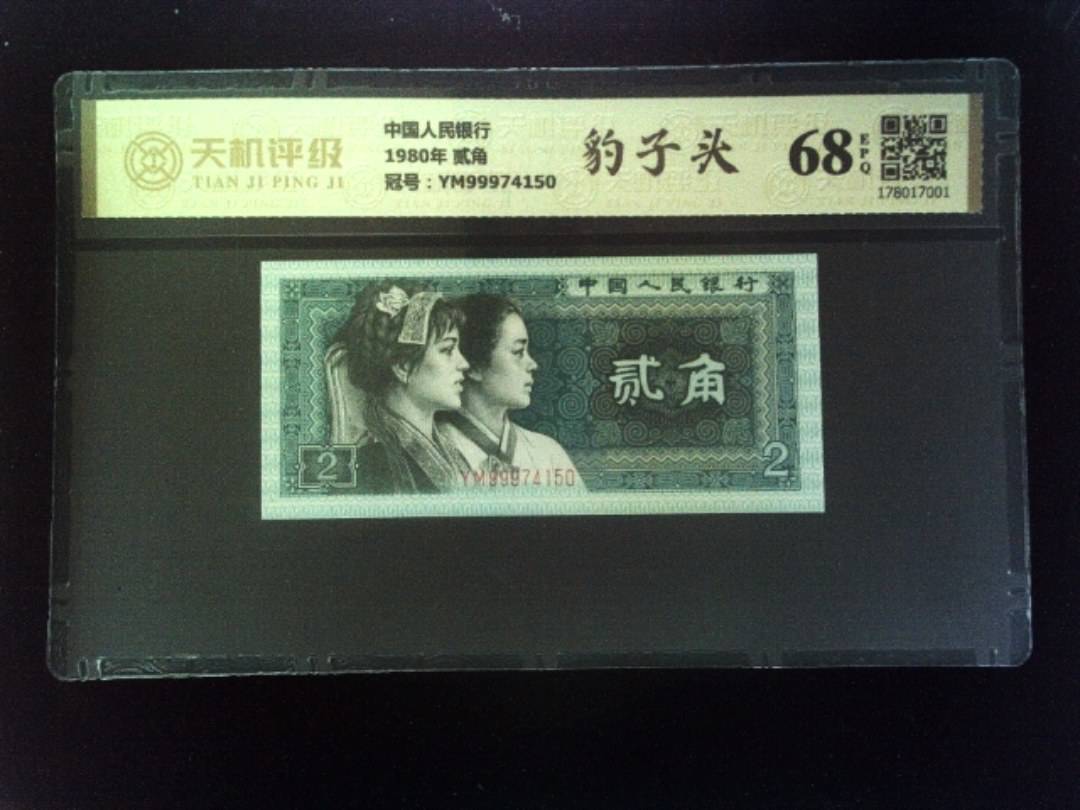 天机评级
TIAN JI PING JI
中国人民银行
1980年 贰角
冠号：YM99974150
豹子头
68
EPQ
178017001
中国人民银行
贰角
2
2
YM99974150